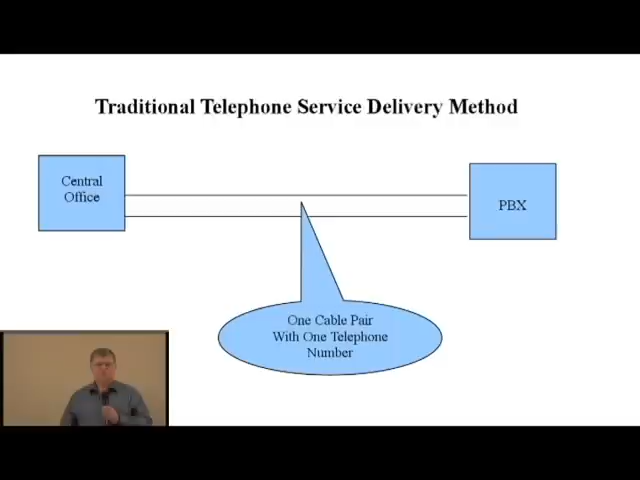 Traditional Telephone Service Delivery Method
Central
Office
PBX
One Cable Pair
With One Telephone
Number